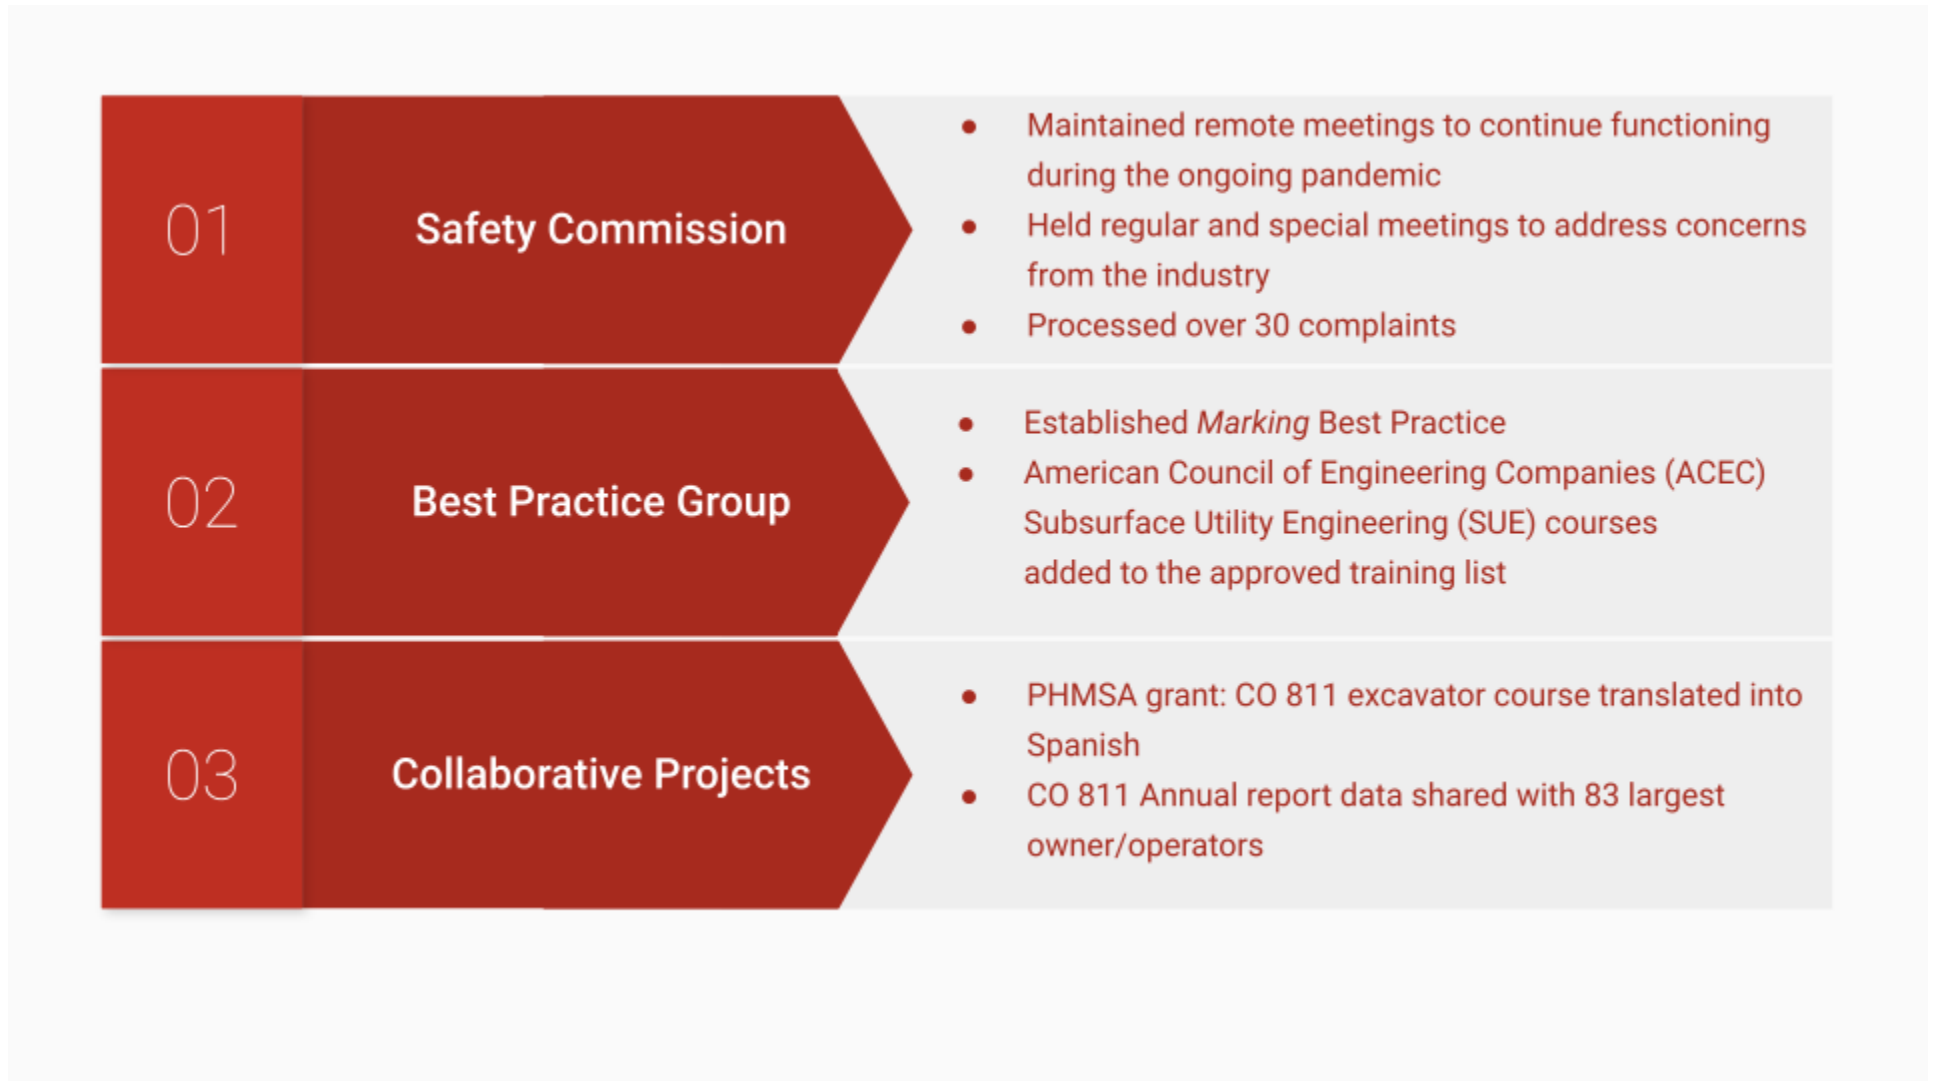 01
Safety Commission
● Maintained remote meetings to continue functioning
during the ongoing pandemic
● Held regular and special meetings to address concerns
from the industry
● Processed over 30 complaints
02
Best Practice Group
● Established Marking Best Practice
● American Council of Engineering Companies (ACEC)
Subsurface Utility Engineering (SUE) courses
added to the approved training list
03
Collaborative Projects
● PHMSA grant: CO 811 excavator course translated into
Spanish
● CO 811 Annual report data shared with 83 largest
owner/operators